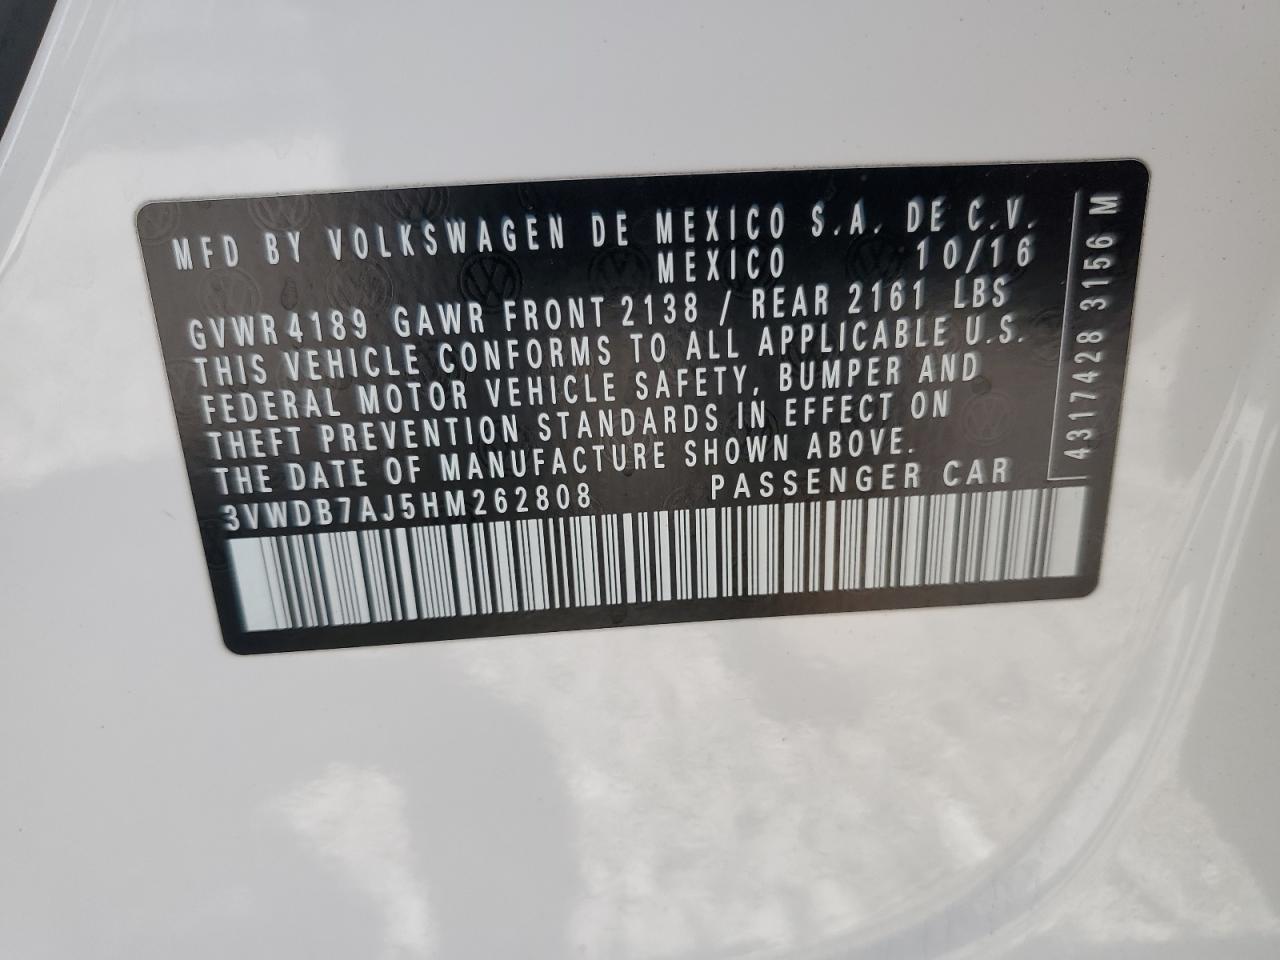 MFD BY VOLKSWAGEN DE MEXICO S.A. DE C.V.
MEXICO 10/16
GVWR 4189 GAWR FRONT 2138 / REAR 2161 LBS
THIS VEHICLE CONFORMS TO ALL APPLICABLE U.S.
FEDERAL MOTOR VEHICLE SAFETY, BUMPER AND
THEFT PREVENTION STANDARDS IN EFFECT ON
THE DATE OF MANUFACTURE SHOWN ABOVE.
3VWDB7AJ5HM262808 PASSENGER CAR
4317428 3156 M